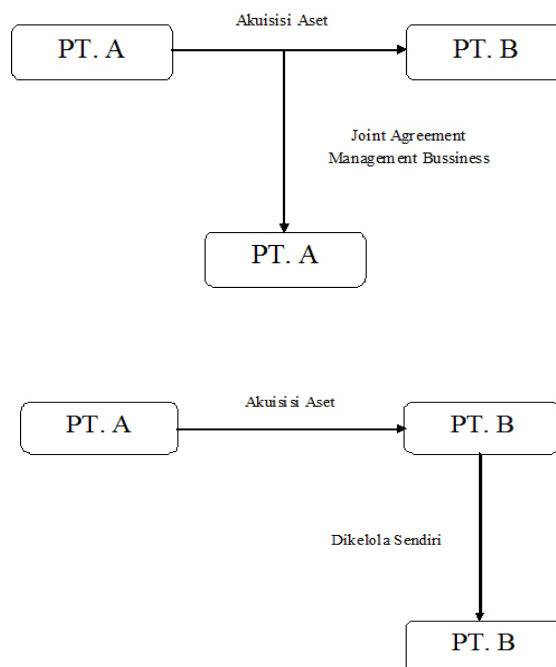 Akuisisi Aset
PT. A
PT. B
Joint Agreement
Management Bussiness
PT. A
Akuisisi Aset
PT. A
PT. B
Dikelola Sendiri
PT. B